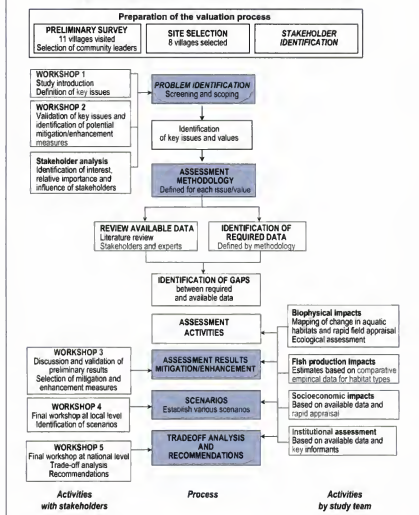 Preparation of the valuation process
PRELIMINARY SURVEY
11 villages visited
Selection of community leaders
SITE SELECTION
8 villages selected
STAKEHOLDER
IDENTIFICATION
WORKSHOP 1
Study introduction
Definition of key issues
PROBLEM IDENTIFICATION
Screening and scoping
WORKSHOP 2
Validation of key issues and
identification of potential
mitigation/enhancement
measures
Identification
of key issues and values
Stakeholder analysis
Identification of interest,
relative importance and
influence of stakeholders
ASSESSMENT
METHODOLOGY
Defined for each issue/value
REVIEW AVAILABLE DATA
Literature review
Stakeholders and experts
IDENTIFICATION OF
REQUIRED DATA
Defined by methodology
IDENTIFICATION OF GAPS
between required
and available data
ASSESSMENT
ACTIVITIES
Biophysical impacts
Mapping of change in aquatic
habitats and rapid field appraisal
Ecological assessment
WORKSHOP 3
Discussion and validation of
preliminary results
Selection of mitigation and
enhancement measures
ASSESSMENT RESULTS
MITIGATION/ENHANCEMENT
Fish production impacts
Estimates based on comparative
empirical data for habitat types
WORKSHOP 4
Final workshop at local level
Identification of scenarios
SCENARIOS
Establish various scenarios
Socioeconomic impacts
Based on available data and
rapid appraisal
WORKSHOP 5
Final workshop at national level
Trade-off analysis
Recommendations
TRADEOFF ANALYSIS
AND
RECOMMENDATIONS
Institutional assessment
Based on available data and
key informants
Activities
with stakeholders
Process
Activities
by study team